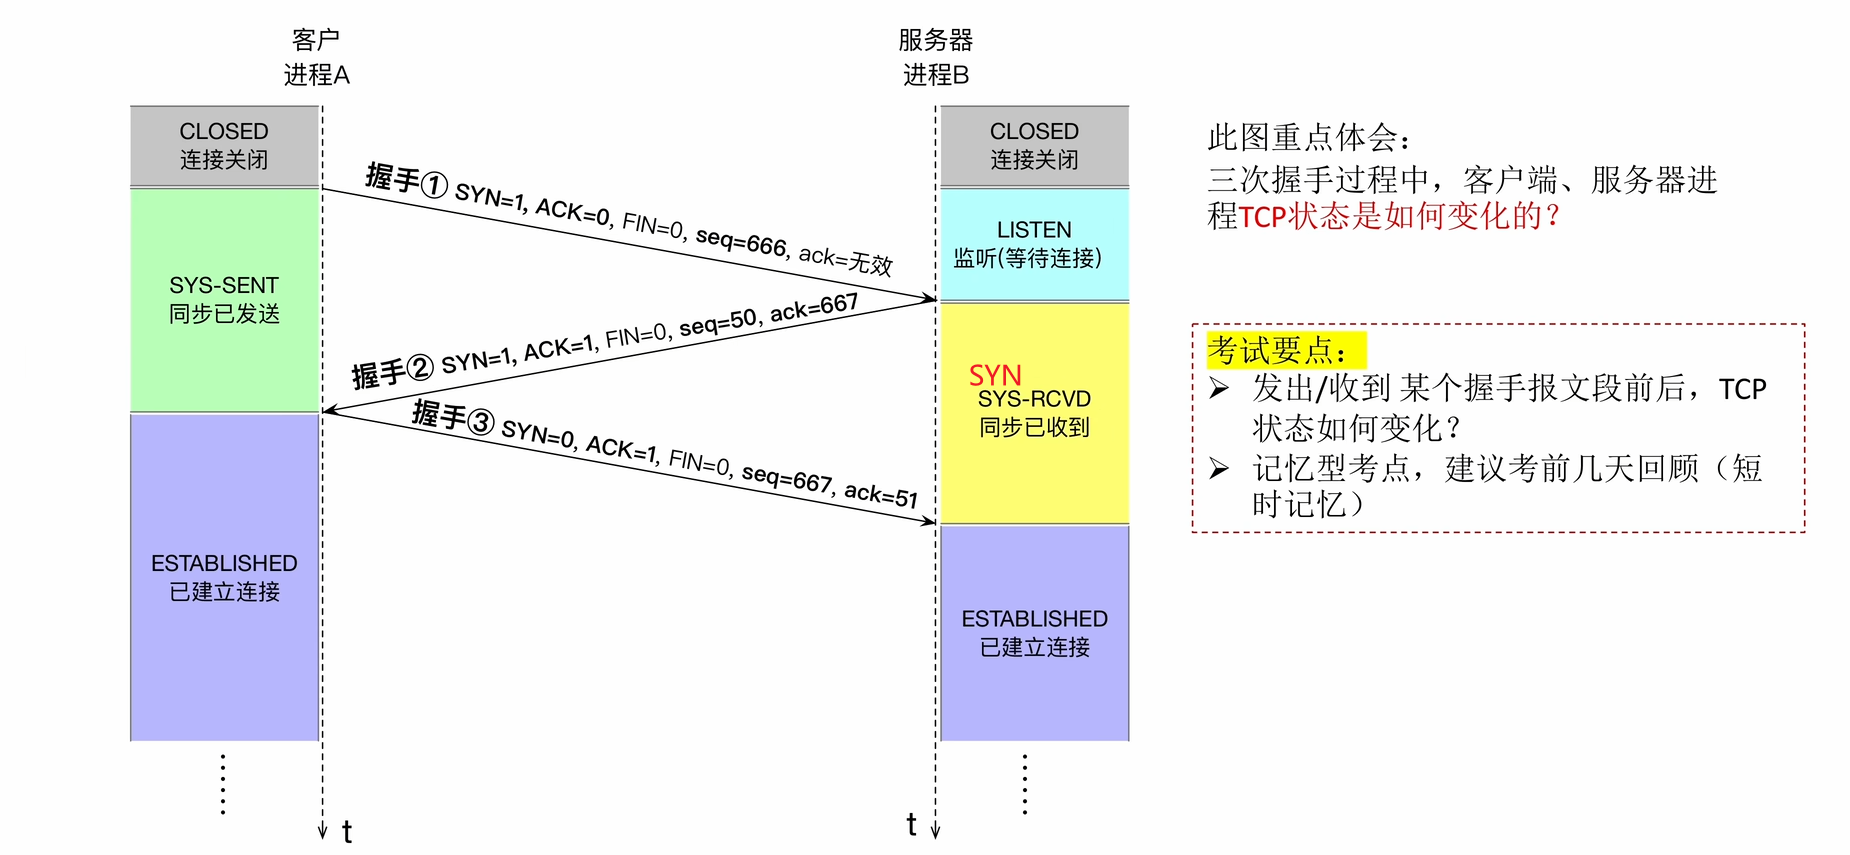 客户
进程A
服务器
进程B
CLOSED
连接关闭
CLOSED
连接关闭
握手① SYN=1, ACK=0, FIN=0, seq=666, ack=无效
LISTEN
监听(等待连接)
SYS-SENT
同步已发送
握手② SYN=1, ACK=1, FIN=0, seq=50, ack=667
SYN
SYS-RCVD
同步已收到
握手③ SYN=0, ACK=1, FIN=0, seq=667, ack=51
ESTABLISHED
已建立连接
ESTABLISHED
已建立连接
t
t
此图重点体会：
三次握手过程中，客户端、服务器进
程TCP状态是如何变化的？
考试要点：
➢ 发出/收到 某个握手报文段前后，TCP
状态如何变化？
➢ 记忆型考点，建议考前几天回顾（短
时记忆）